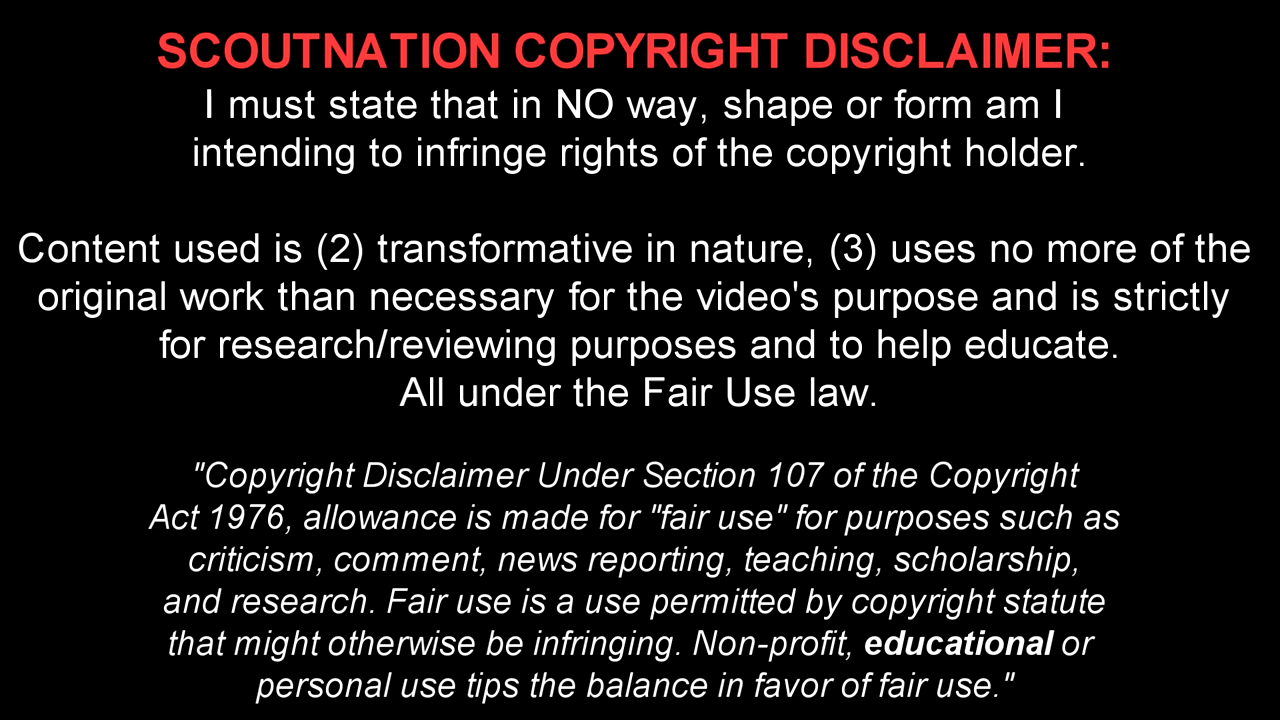 SCOUTNATION COPYRIGHT DISCLAIMER:
I must state that in NO way, shape or form am I
intending to infringe rights of the copyright holder.
Content used is (2) transformative in nature, (3) uses no more of the
original work than necessary for the video's purpose and is strictly
for research/reviewing purposes and to help educate.
All under the Fair Use law.
"Copyright Disclaimer Under Section 107 of the Copyright
Act 1976, allowance is made for "fair use" for purposes such as
criticism, comment, news reporting, teaching, scholarship,
and research. Fair use is a use permitted by copyright statute
that might otherwise be infringing. Non-profit, educational or
personal use tips the balance in favor of fair use."